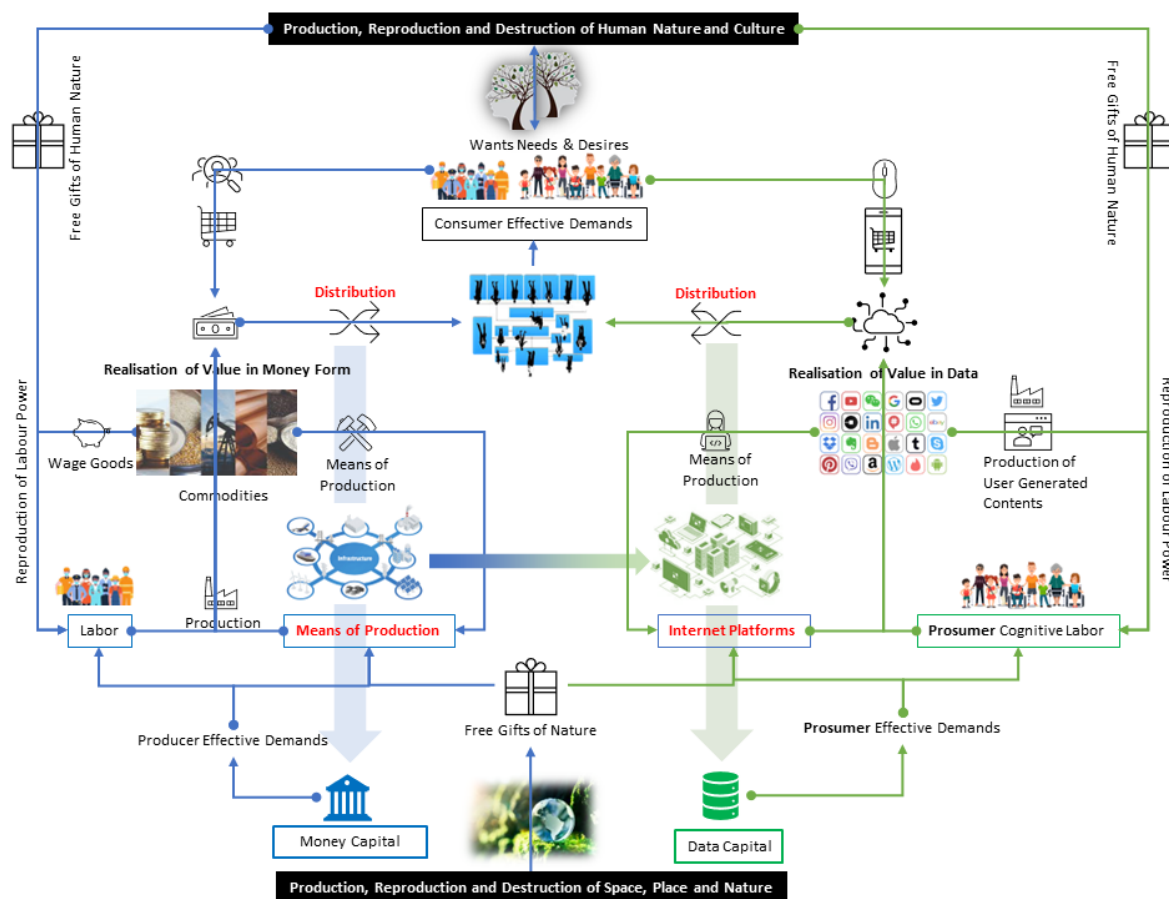 Production, Reproduction and Destruction of Human Nature and Culture
Free Gifts of Human Nature
Free Gifts of Human Nature
Wants Needs & Desires
Consumer Effective Demands
Distribution
Distribution
Realisation of Value in Money Form
Realisation of Value in Data
Reproduction of Labour Power
Reproduction of Labour Power
Wage Goods
Commodities
Means of
Production
Means of
Production
Production of
User Generated
Contents
Infrastructure
ebay
Production
Labor
Means of Production
Internet Platforms
Prosumer Cognitive Labor
Producer Effective Demands
Free Gifts of Nature
Prosumer Effective Demands
Money Capital
Data Capital
Production, Reproduction and Destruction of Space, Place and Nature